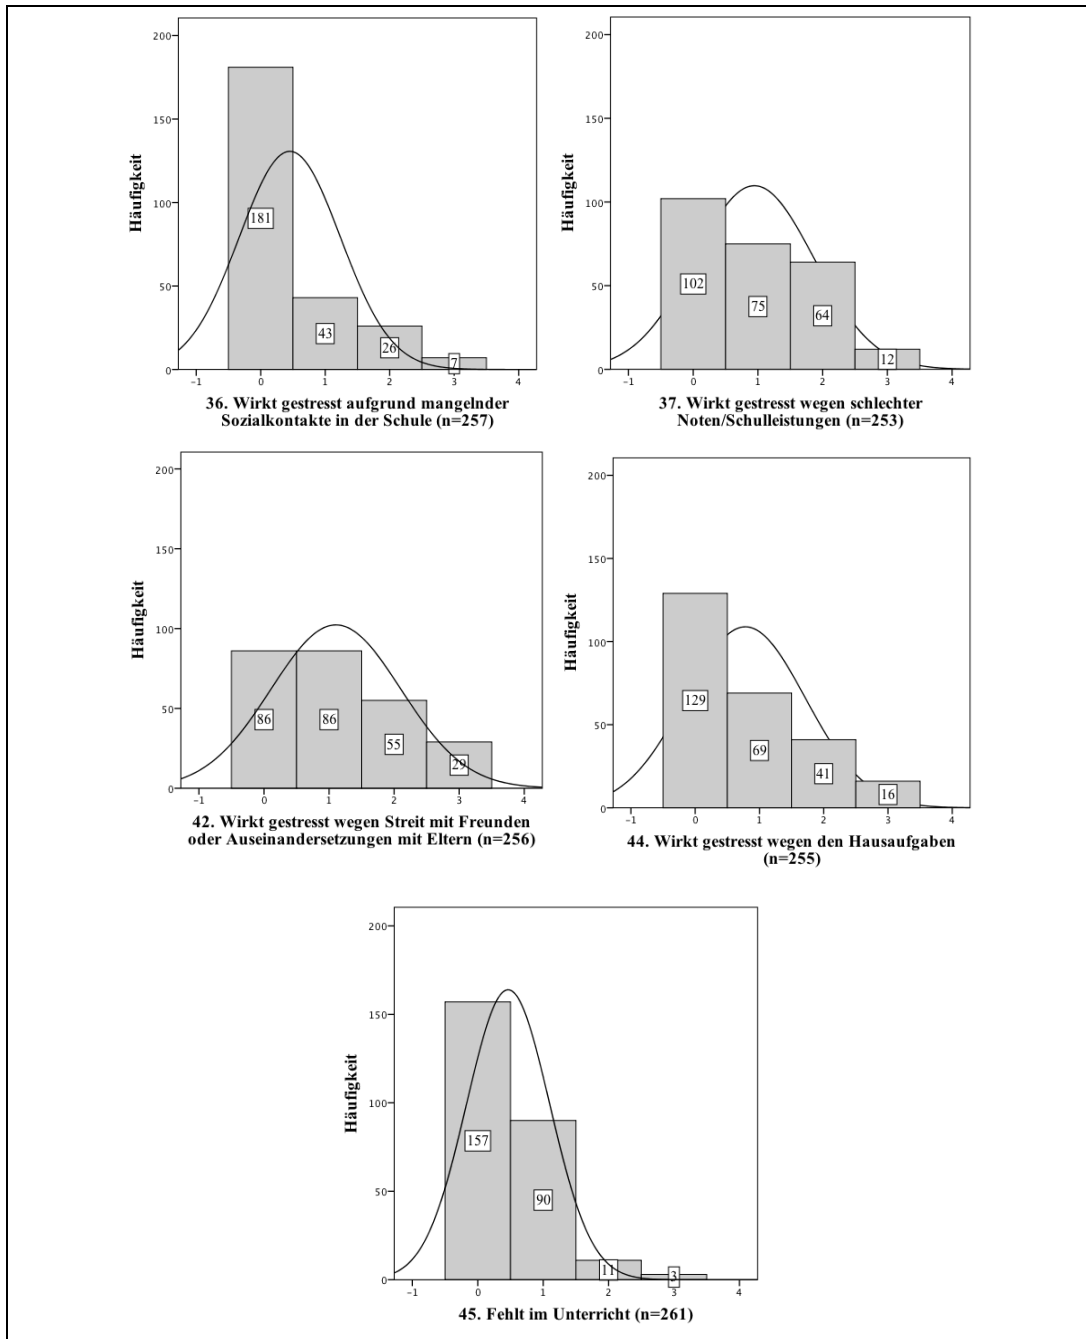 200
150
100
50
0
Häufigkeit
181
43
26
7
-1 0 1 2 3 4
36. Wirkt gestresst aufgrund mangelnder
Sozialkontakte in der Schule (n=257)
200
150
100
50
0
Häufigkeit
102
75
64
12
-1 0 1 2 3 4
37. Wirkt gestresst wegen schlechter
Noten/Schulleistungen (n=253)
200
150
100
50
0
Häufigkeit
86
86
55
29
-1 0 1 2 3 4
42. Wirkt gestresst wegen Streit mit Freunden
oder Auseinandersetzungen mit Eltern (n=256)
200
150
100
50
0
Häufigkeit
129
69
41
16
-1 0 1 2 3 4
44. Wirkt gestresst wegen den Hausaufgaben
(n=255)
200
150
100
50
0
Häufigkeit
157
90
11
3
-1 0 1 2 3 4
45. Fehlt im Unterricht (n=261)